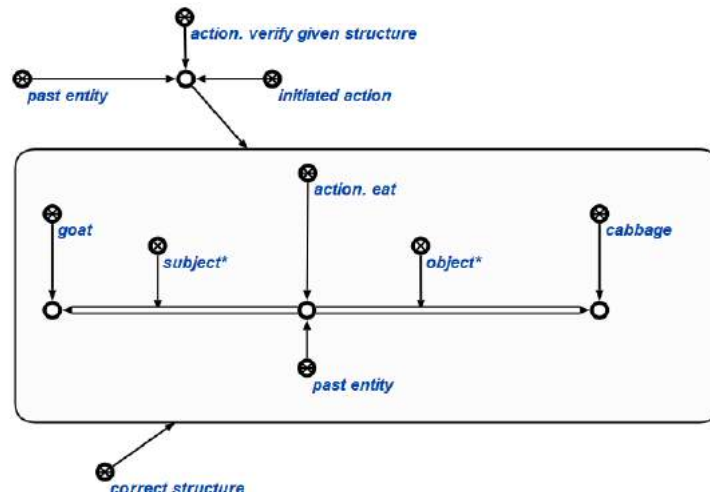 action. verify given structure
past entity
initiated action
action. eat
goat
cabbage
subject*
object*
past entity
correct structure